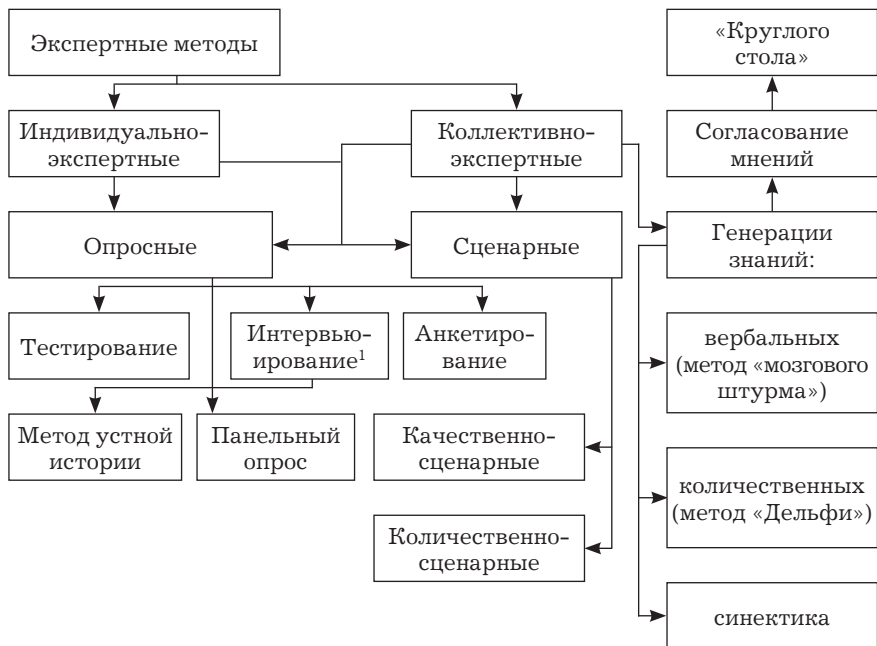 Экспертные методы
«Круглого
стола»
Индивидуально-
экспертные
Коллективно-
экспертные
Согласование
мнений
Опросные
Сценарные
Генерации
знаний:
Тестирование
Интервью-
ирование¹
Анкетиро-
вание
вербальных
(метод «мозгового
штурма»)
Метод устной
истории
Панельный
опрос
Качественно-
сценарные
количественных
(метод «Дельфи»)
Количественно-
сценарные
синектика